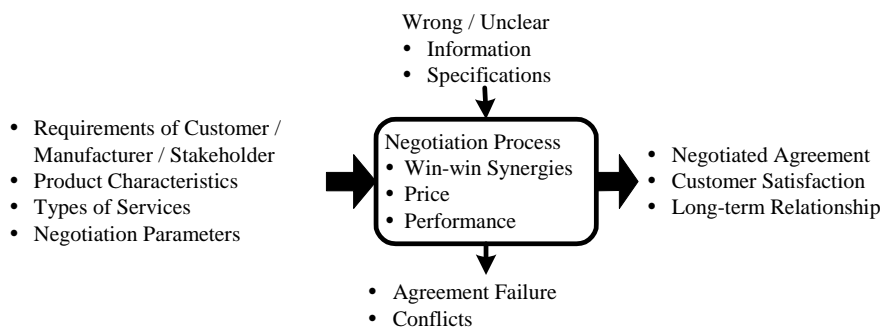 Wrong / Unclear
• Information
• Specifications
• Requirements of Customer /
Manufacturer / Stakeholder
• Product Characteristics
• Types of Services
• Negotiation Parameters
Negotiation Process
• Win-win Synergies
• Price
• Performance
• Negotiated Agreement
• Customer Satisfaction
• Long-term Relationship
• Agreement Failure
• Conflicts